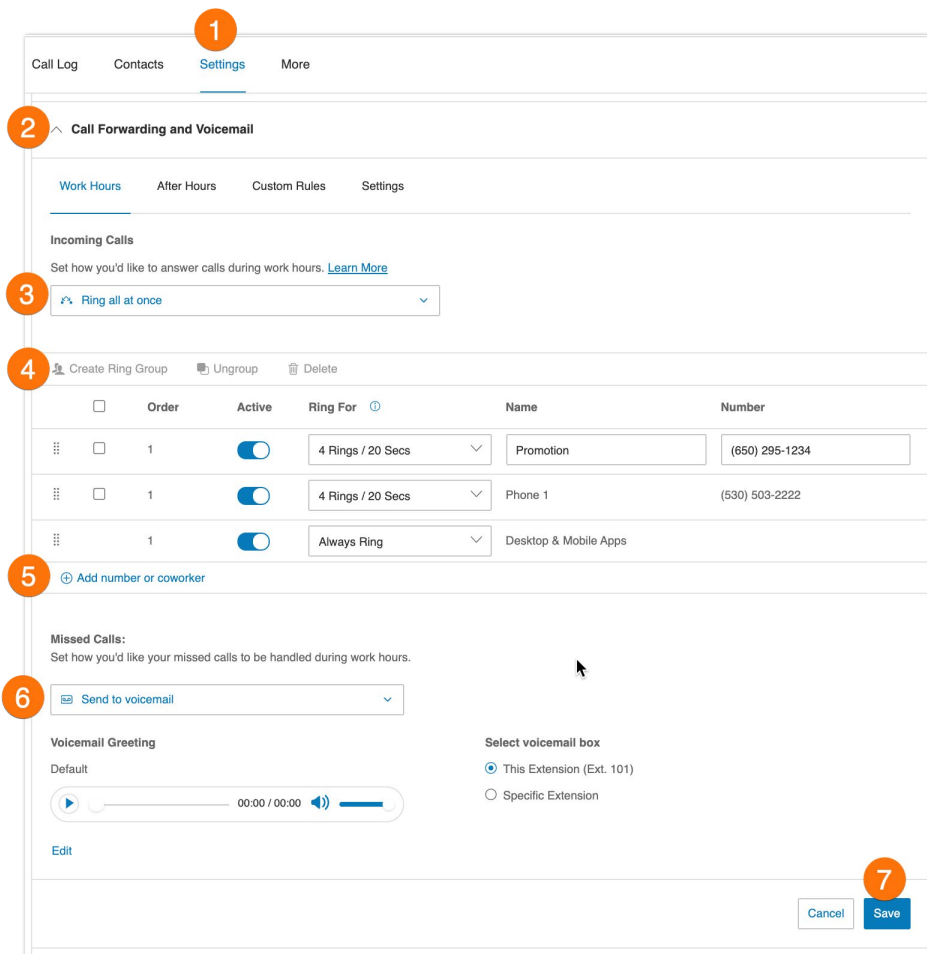 1
Call Log Contacts Settings More
2 Call Forwarding and Voicemail
Work Hours After Hours Custom Rules Settings
Incoming Calls
Set how you'd like to answer calls during work hours. Learn More
3 Ring all at once
4 Create Ring Group Ungroup Delete
Order Active Ring For Name Number
1 4 Rings / 20 Secs Promotion (650) 295-1234
1 4 Rings / 20 Secs Phone 1 (530) 503-2222
1 Always Ring Desktop & Mobile Apps
5 Add number or coworker
Missed Calls:
Set how you'd like your missed calls to be handled during work hours.
6 Send to voicemail
Voicemail Greeting Select voicemail box
Default This Extension (Ext. 101)
00:00 / 00:00 Specific Extension
Edit
7
Cancel Save